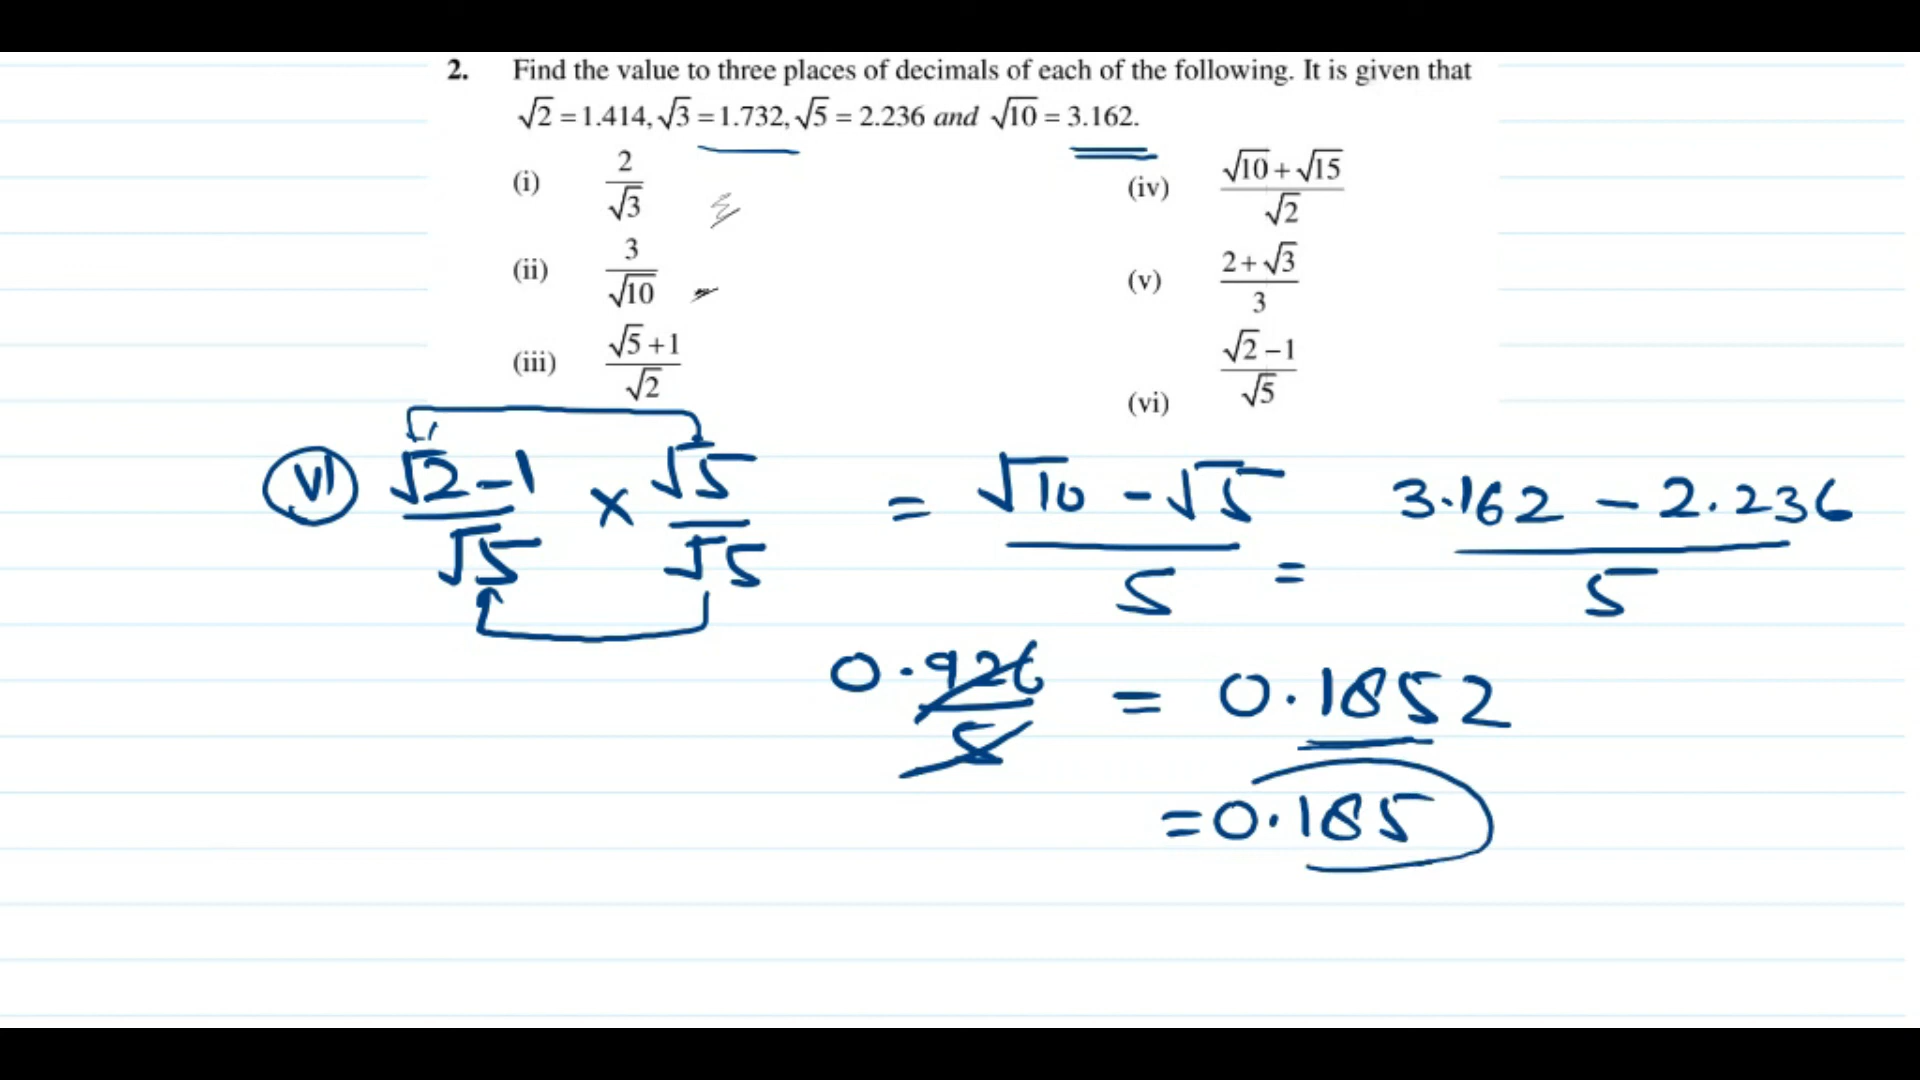 2. Find the value to three places of decimals of each of the following. It is given that
√2 = 1.414, √3 = 1.732, √5 = 2.236 and √10 = 3.162.
(i) 2/√3
(ii) 3/√10
(iii) (√5+1)/√2
(iv) (√10+√15)/√2
(v) (2+√3)/3
(vi) (√2−1)/√5
(vi) (√2−1)/√5 × √5/√5 = (√10−√5)/5 = (3.162−2.236)/5
0.926/5 = 0.1852
=0.185